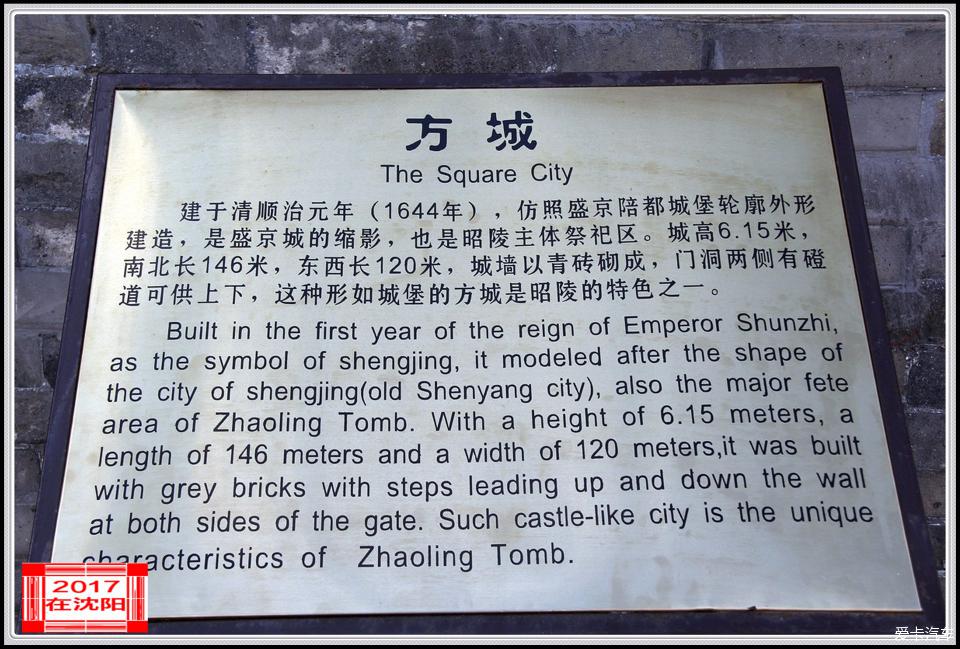 方城
The Square City
建于清顺治元年（1644年），仿照盛京陪都城堡轮廓外形
建造，是盛京城的缩影，也是昭陵主体祭祀区。城高6.15米，
南北长146米，东西长120米，城墙以青砖砌成，门洞两侧有磴
道可供上下，这种形如城堡的方城是昭陵的特色之一。
Built in the first year of the reign of Emperor Shunzhi,
as the symbol of shengjing, it modeled after the shape of
the city of shengjing(old Shenyang city), also the major fete
area of Zhaoling Tomb. With a height of 6.15 meters, a
length of 146 meters and a width of 120 meters,it was built
with grey bricks with steps leading up and down the wall
at both sides of the gate. Such castle-like city is the unique
characteristics of Zhaoling Tomb.
2017
在沈阳
爱卡汽车